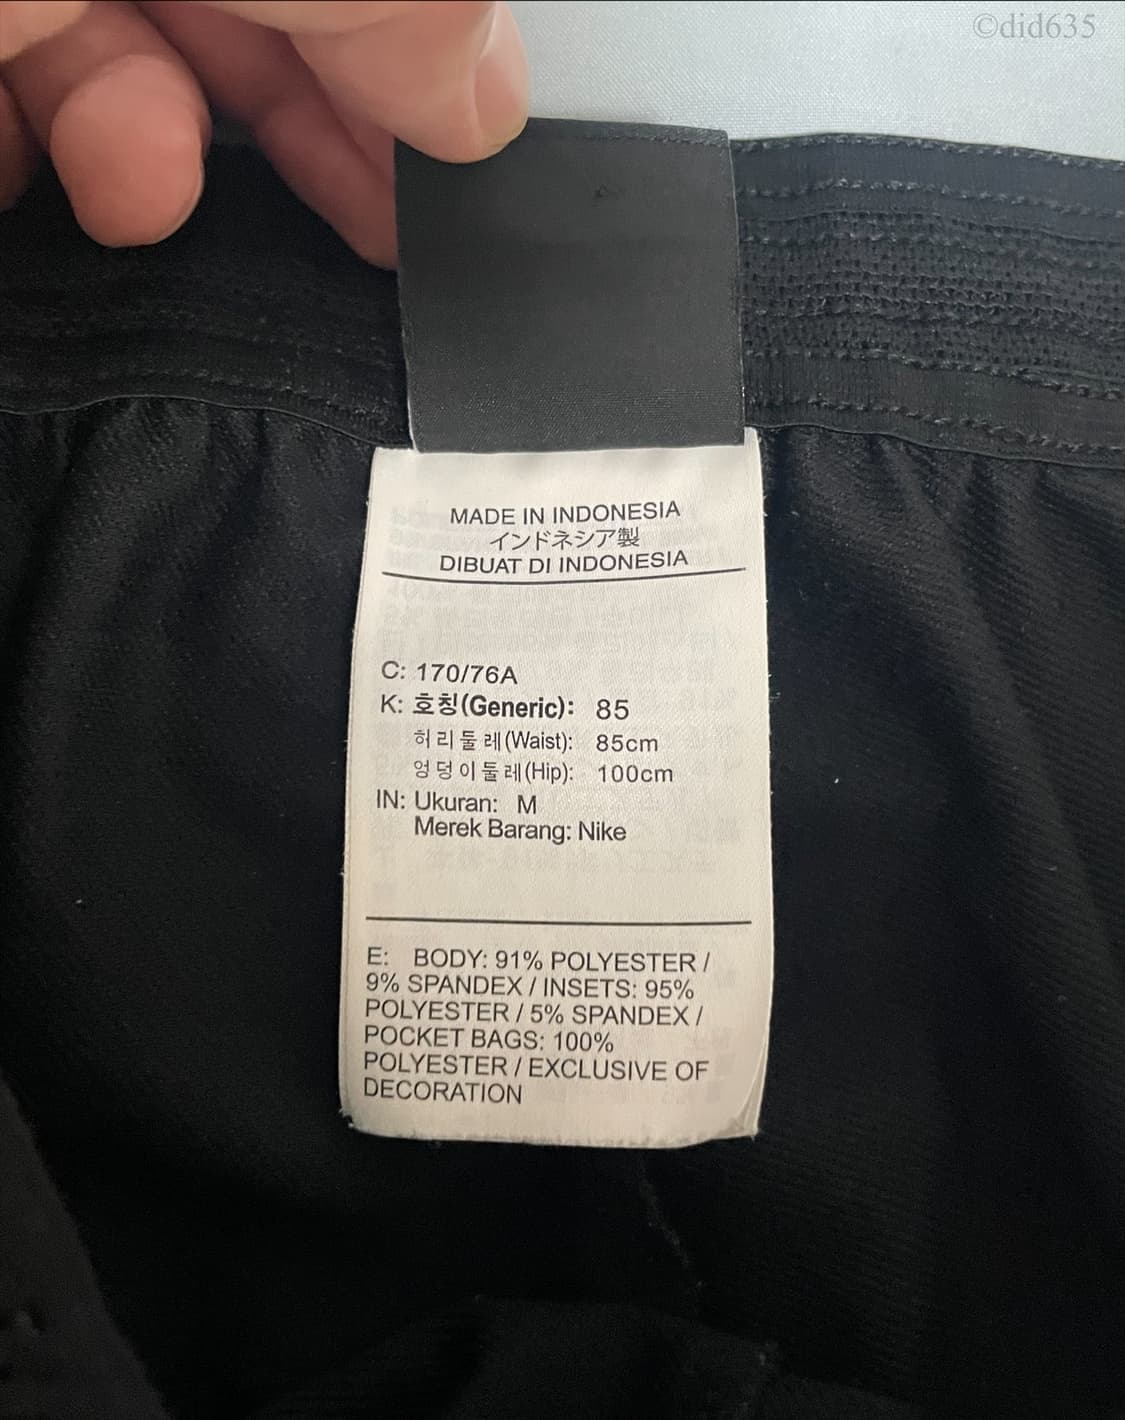 ©did635
MADE IN INDONESIA
インドネシア製
DIBUAT DI INDONESIA
C: 170/76A
K: 호칭(Generic): 85
허리둘레(Waist): 85cm
엉덩이둘레(Hip): 100cm
IN: Ukuran: M
Merek Barang: Nike
E: BODY: 91% POLYESTER /
9% SPANDEX / INSETS: 95%
POLYESTER / 5% SPANDEX /
POCKET BAGS: 100%
POLYESTER / EXCLUSIVE OF
DECORATION